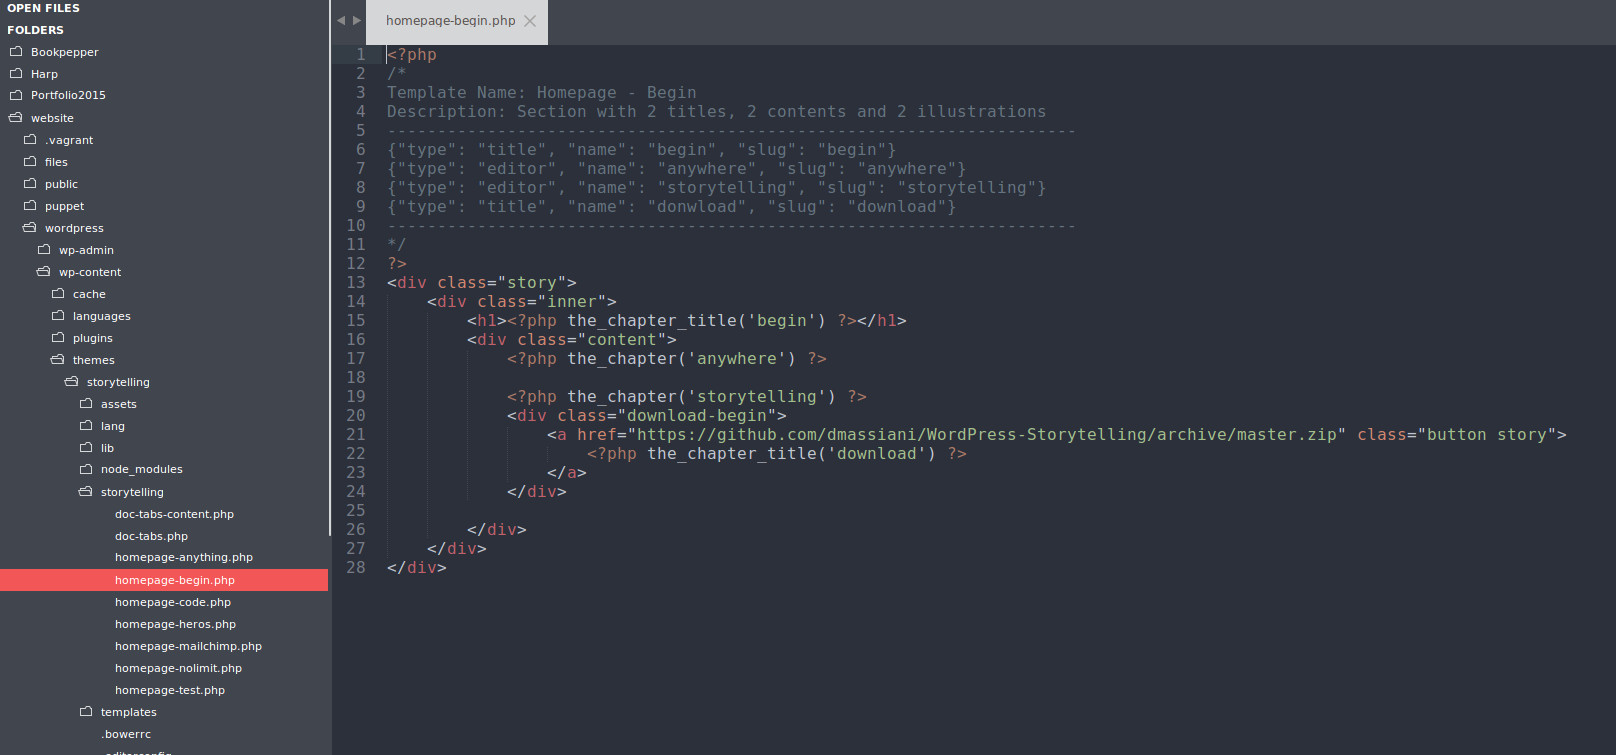 OPEN FILES
FOLDERS
Bookpepper
Harp
Portfolio2015
website
.vagrant
files
public
puppet
wordpress
wp-admin
wp-content
cache
languages
plugins
themes
storytelling
assets
lang
lib
node_modules
storytelling
doc-tabs-content.php
doc-tabs.php
homepage-anything.php
homepage-begin.php
homepage-code.php
homepage-heros.php
homepage-mailchimp.php
homepage-nolimit.php
homepage-test.php
templates
.bowerrc
.editorconfig
homepage-begin.php
1 <?php
2 /*
3 Template Name: Homepage - Begin
4 Description: Section with 2 titles, 2 contents and 2 illustrations
5 ---------------------------------------------------------------------
6 {"type": "title", "name": "begin", "slug": "begin"}
7 {"type": "editor", "name": "anywhere", "slug": "anywhere"}
8 {"type": "editor", "name": "storytelling", "slug": "storytelling"}
9 {"type": "title", "name": "donwload", "slug": "download"}
10 ---------------------------------------------------------------------
11 */
12 ?>
13 <div class="story">
14     <div class="inner">
15         <h1><?php the_chapter_title('begin') ?></h1>
16         <div class="content">
17             <?php the_chapter('anywhere') ?>
18
19             <?php the_chapter('storytelling') ?>
20             <div class="download-begin">
21                 <a href="https://github.com/dmassiani/WordPress-Storytelling/archive/master.zip" class="button story">
22                     <?php the_chapter_title('download') ?>
23                 </a>
24             </div>
25
26         </div>
27     </div>
28 </div>